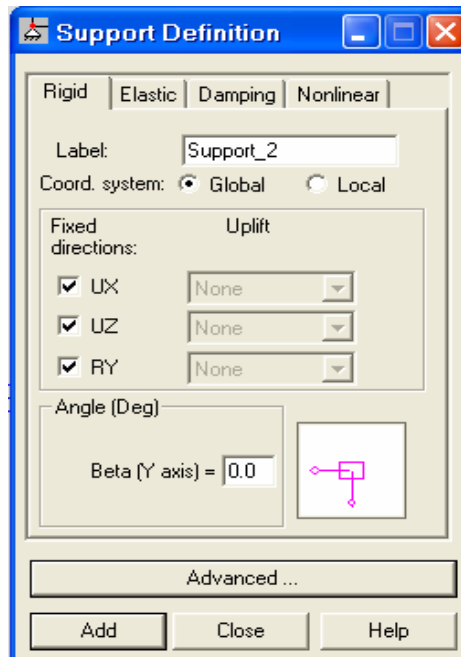 Support Definition
Rigid Elastic Damping Nonlinear
Label: Support_2
Coord. system: Global Local
Fixed directions: Uplift
UX None
UZ None
RY None
Angle (Deg)
Beta (Y axis) = 0.0
Advanced ...
Add Close Help